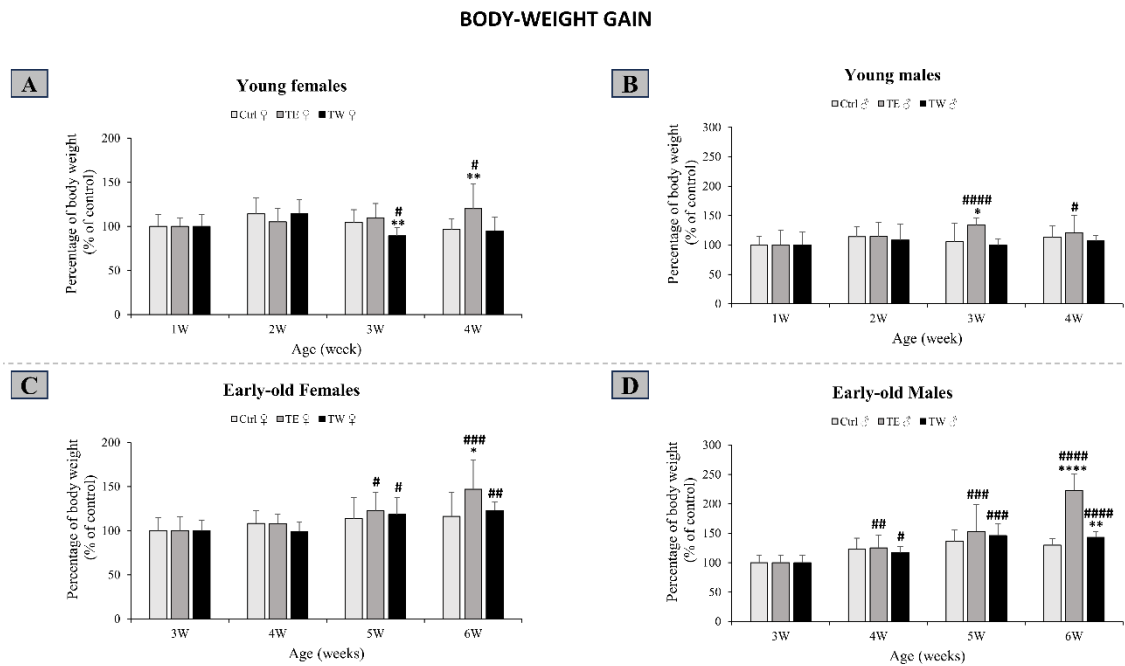 BODY-WEIGHT GAIN
A
Young females
Ctrl ♀ TE ♀ TW ♀
Percentage of body weight
(% of control)
200
150
100
50
0
#
**
#
**
1W 2W 3W 4W
Age (week)
B
Young males
Ctrl ♂ TE ♂ TW ♂
Percentage of body weight
(% of control)
300
250
200
150
100
50
0
####
*
#
1W 2W 3W 4W
Age (week)
C
Early-old Females
Ctrl ♀ TE ♀ TW ♀
Percentage of body weight
(% of control)
200
150
100
50
0
# #
###
*
##
3W 4W 5W 6W
Age (weeks)
D
Early-old Males
Ctrl ♂ TE ♂ TW ♂
Percentage of body weight
(% of control)
300
250
200
150
100
50
0
## #
### ###
####
****
####
**
3W 4W 5W 6W
Age (weeks)